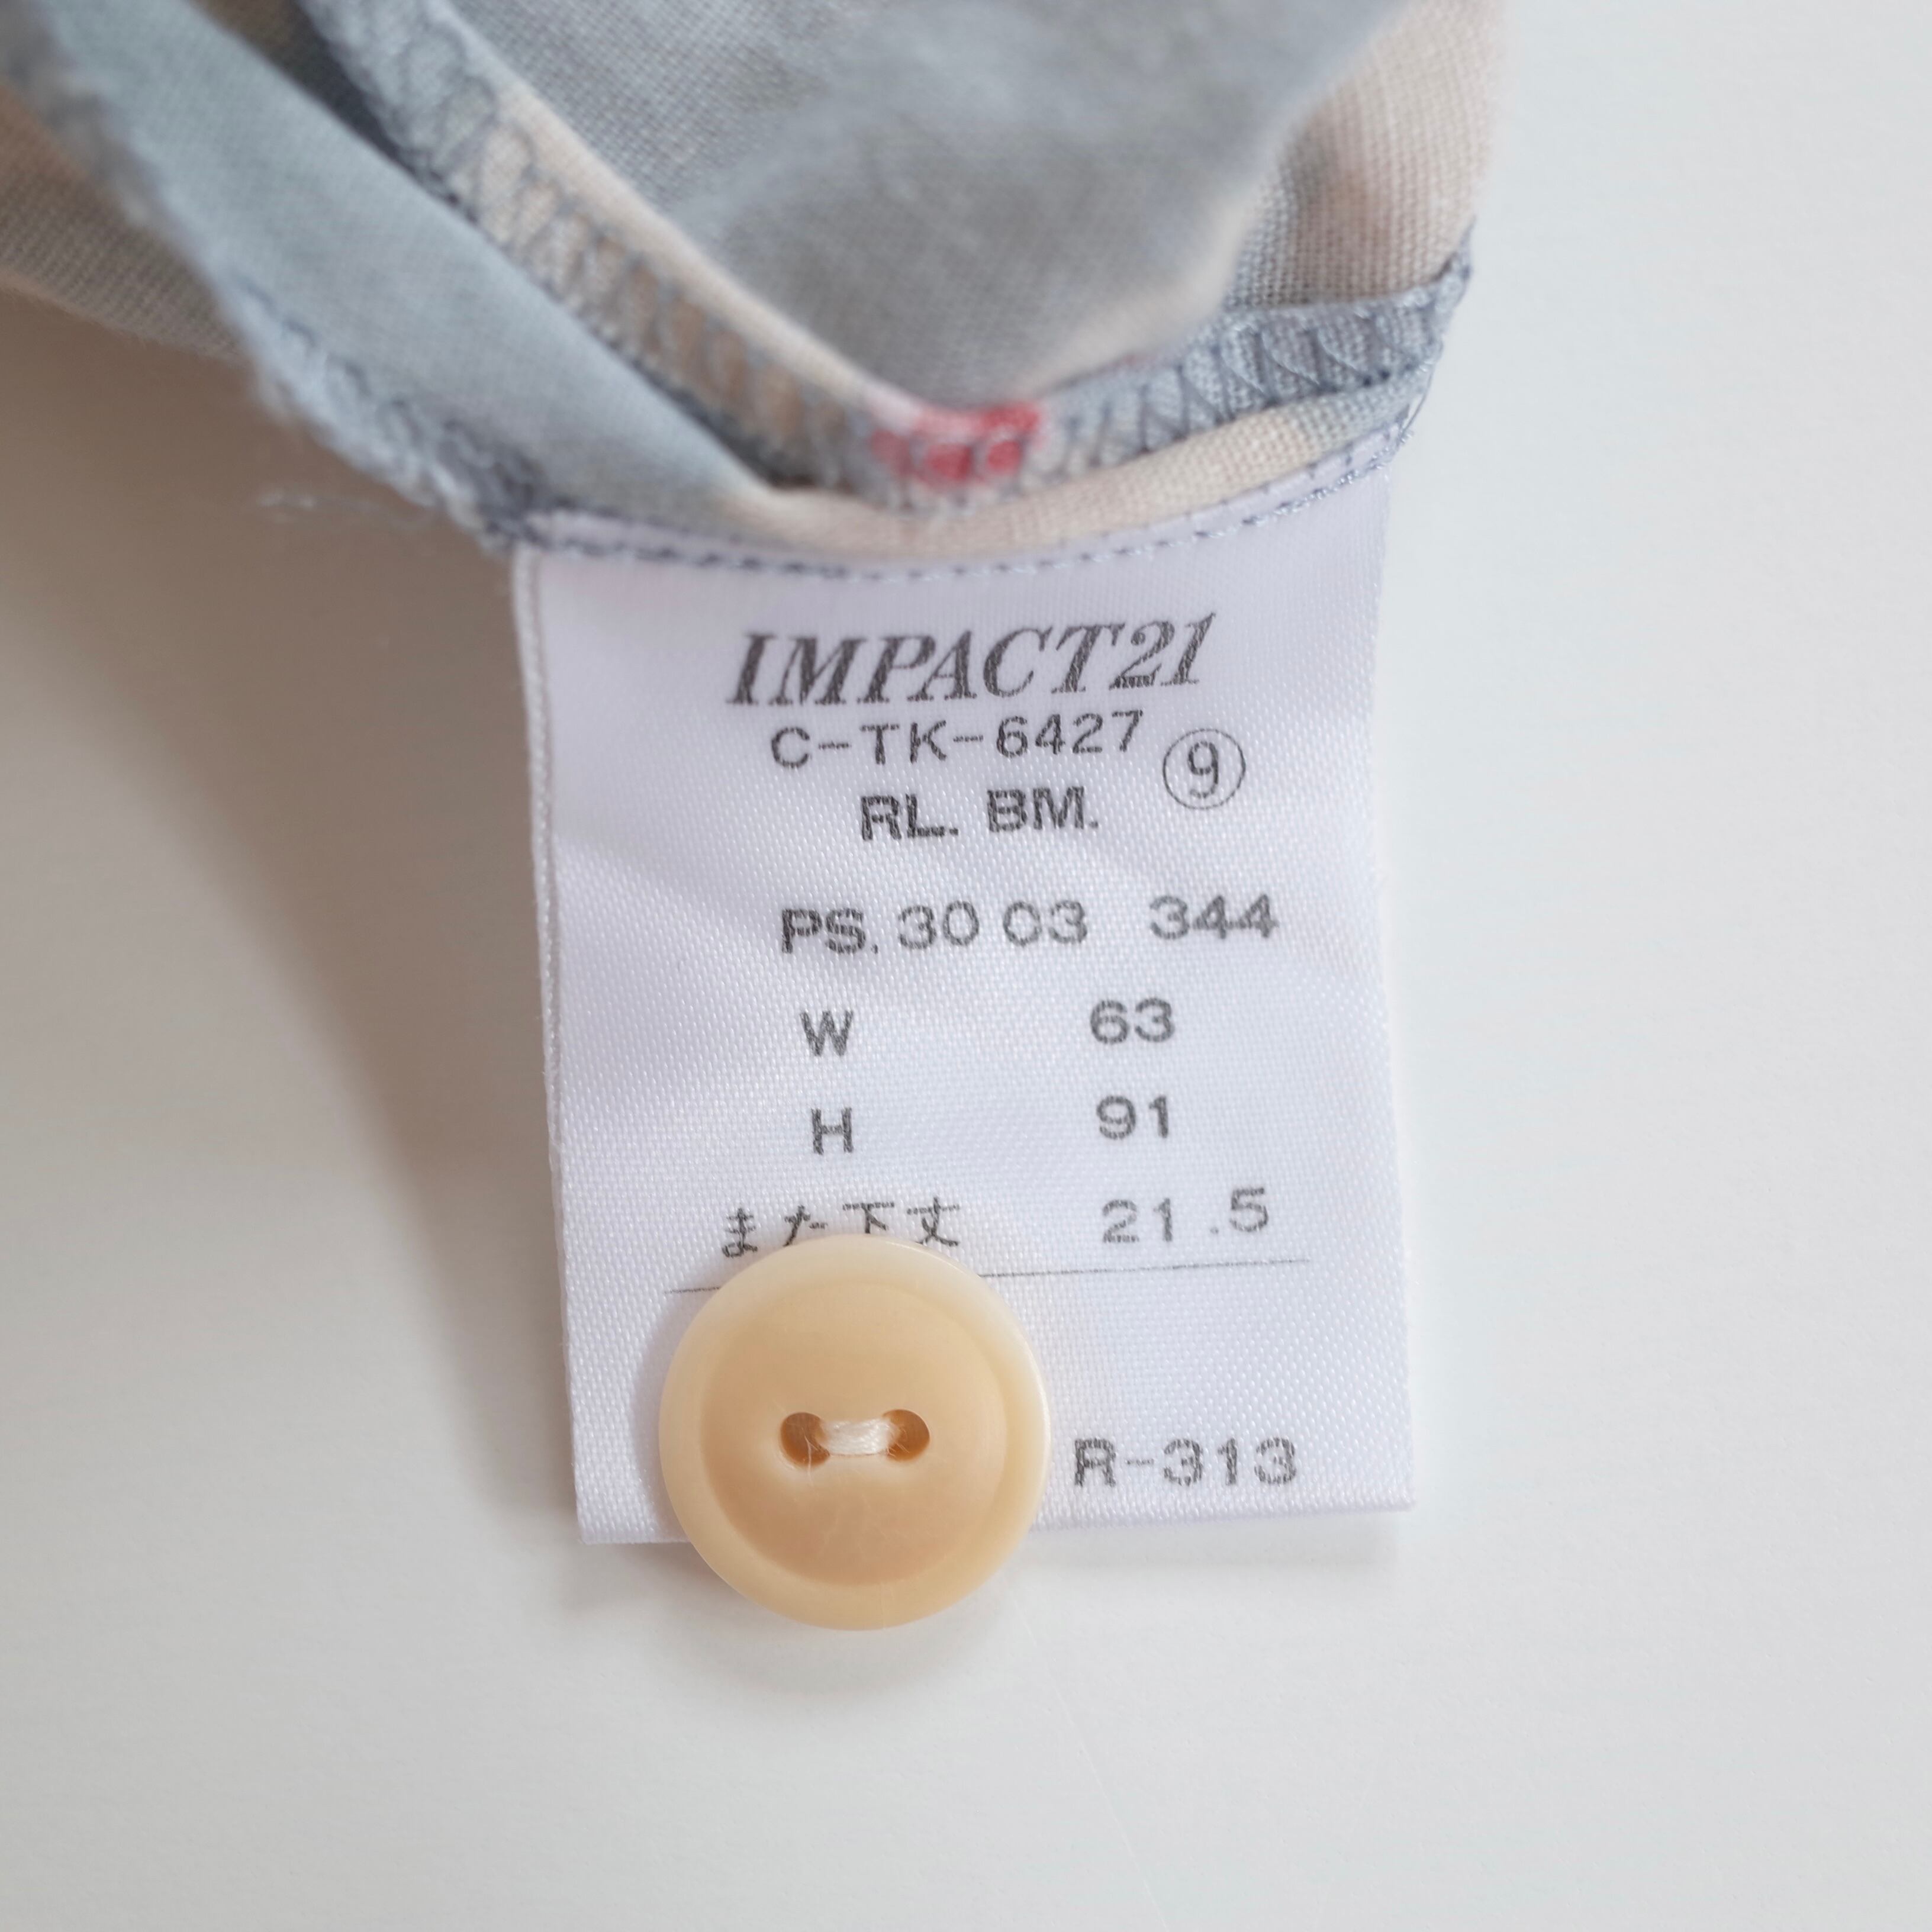 IMPACT21
C-TK-6427 ⑨
RL. BM.
PS. 30 03 344
W 63
H 91
また下丈 21.5
R-313